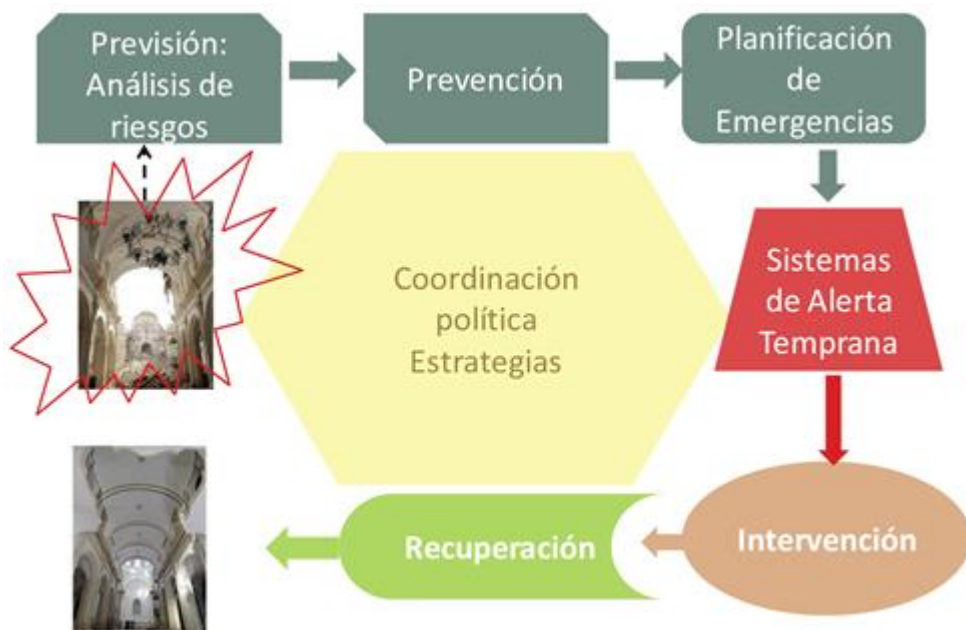 Previsión:
Análisis de
riesgos
Prevención
Planificación
de
Emergencias
Coordinación
política
Estrategias
Sistemas
de Alerta
Temprana
Recuperación
Intervención